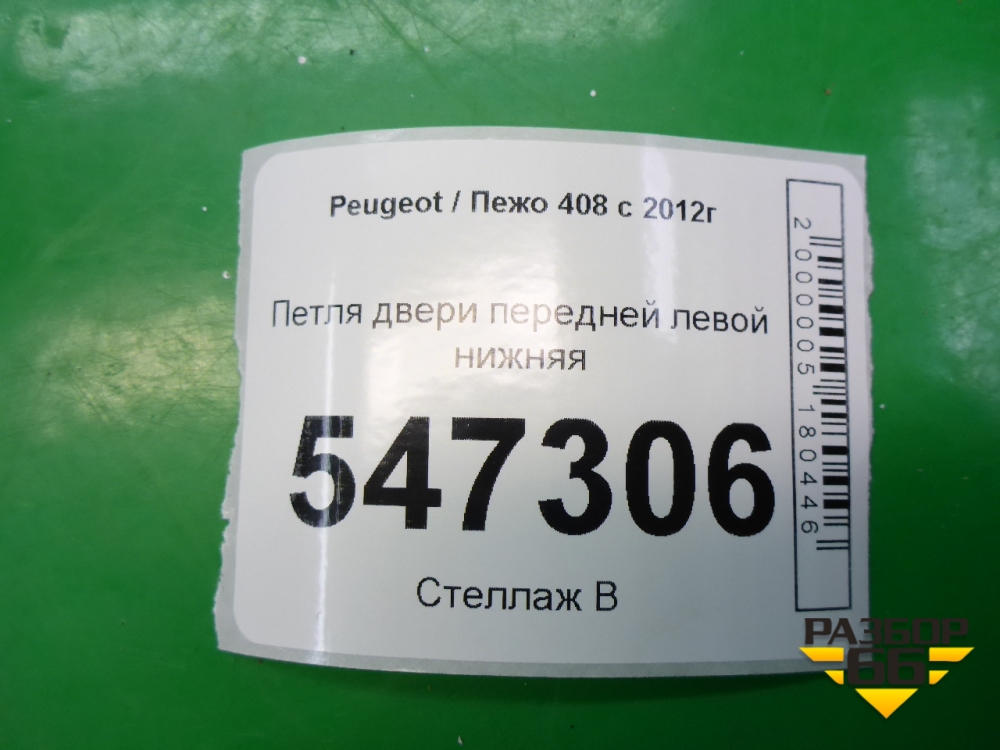 Peugeot / Пежо 408 с 2012г
Петля двери передней левой
нижняя
547306
Стеллаж В
2000005180446
РАЗБОР
66